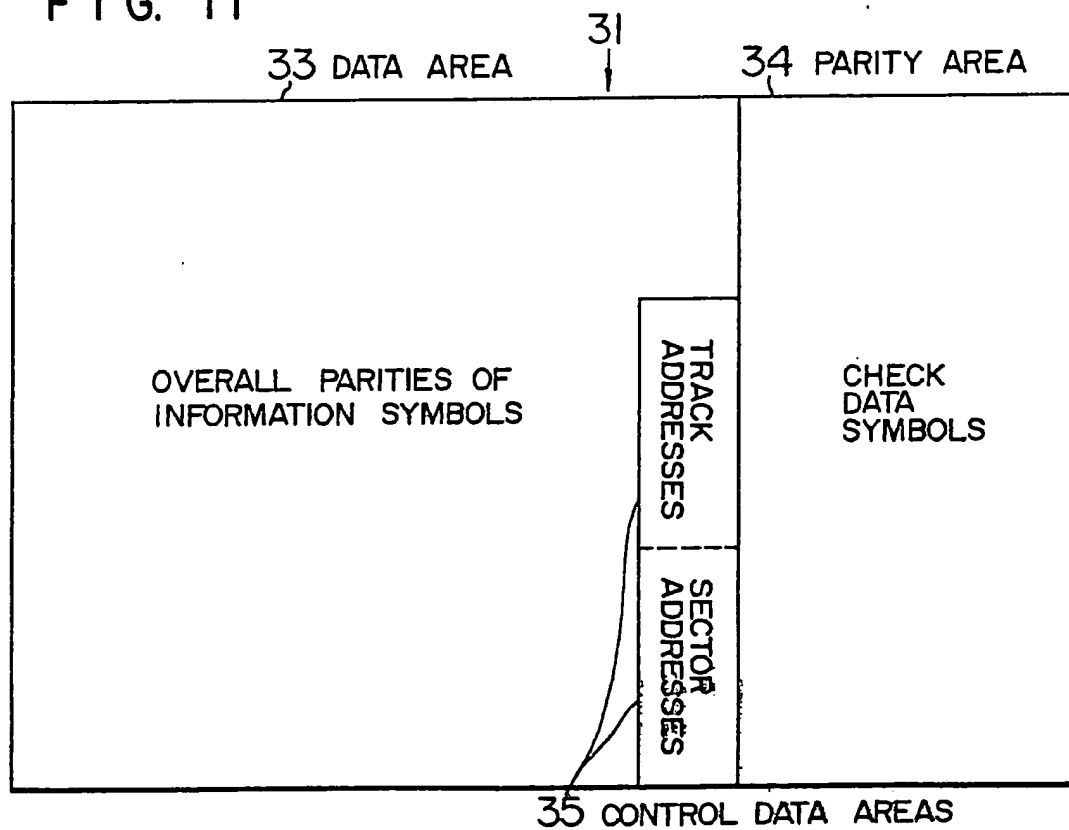 FIG. 11
31
33 DATA AREA
34 PARITY AREA
OVERALL PARITIES OF
INFORMATION SYMBOLS
TRACK
ADDRESSES
SECTOR
ADDRESSES
CHECK
DATA
SYMBOLS
35 CONTROL DATA AREAS